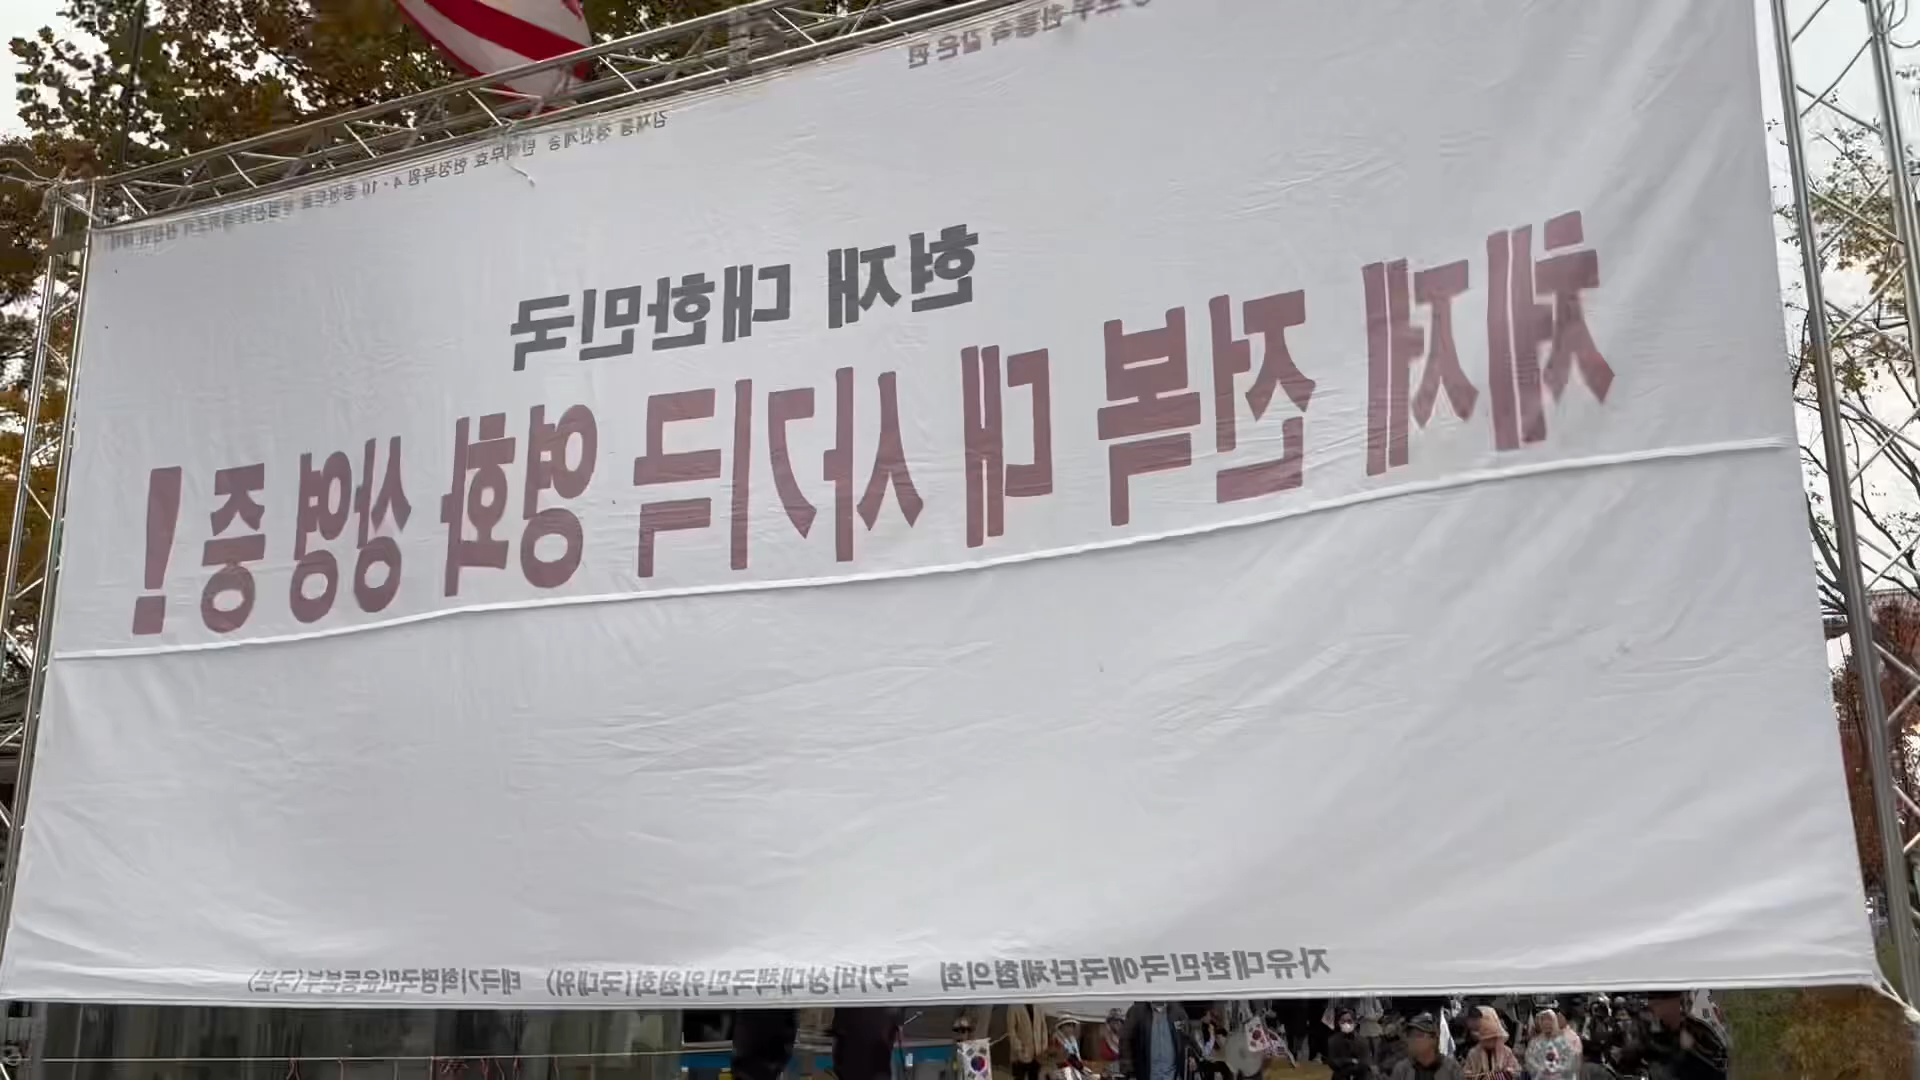 현재 대한민국
체제 전복 대 사기극 영화 상영 중!
자유대한민국애국단체협의회 국가비상대책국민위원회(국대위) 태극기혁명국민운동본부(국본)